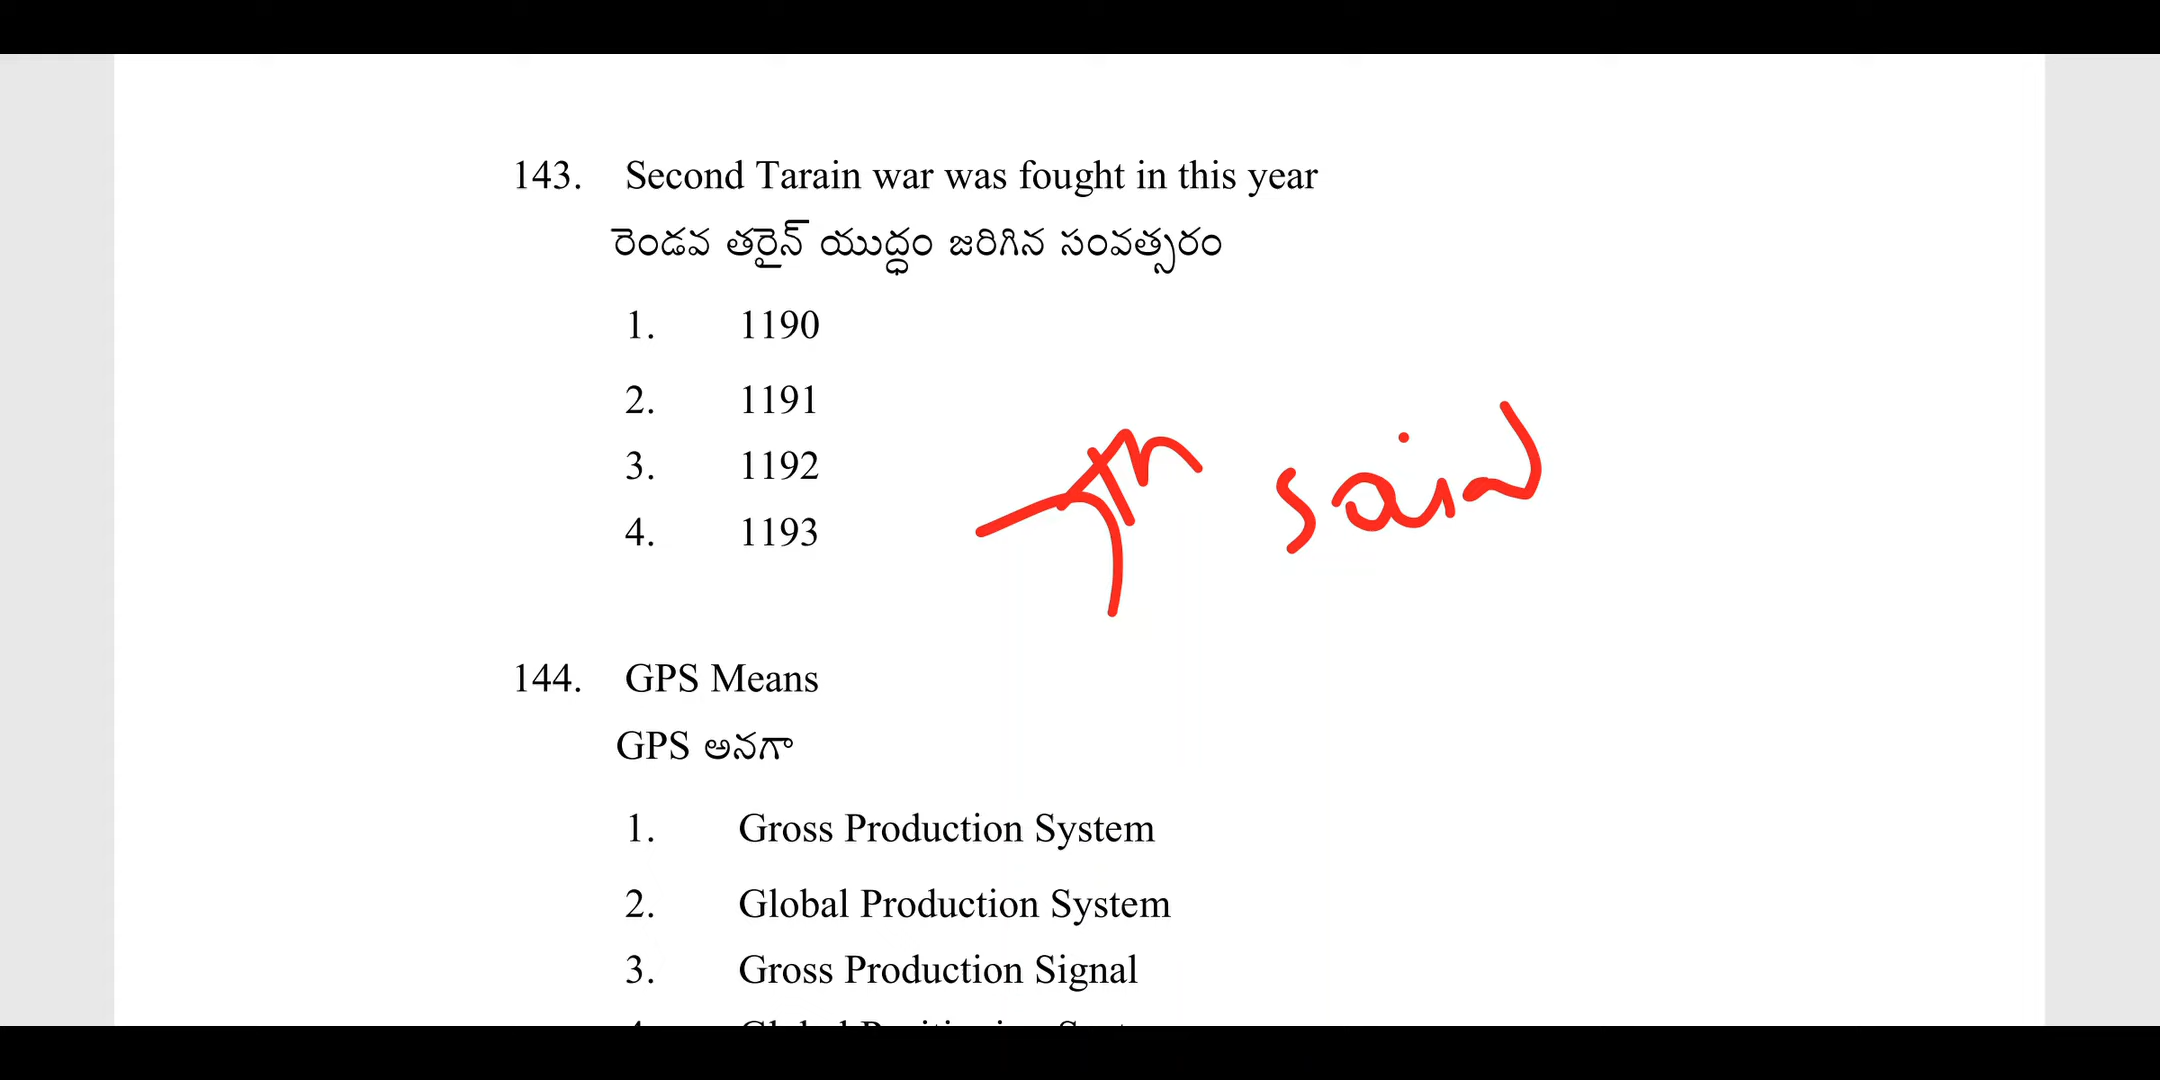 143. Second Tarain war was fought in this year
రెండవ తరైన్ యుద్ధం జరిగిన సంవత్సరం
1. 1190
2. 1191
3. 1192
4. 1193
144. GPS Means
GPS అనగా
1. Gross Production System
2. Global Production System
3. Gross Production Signal